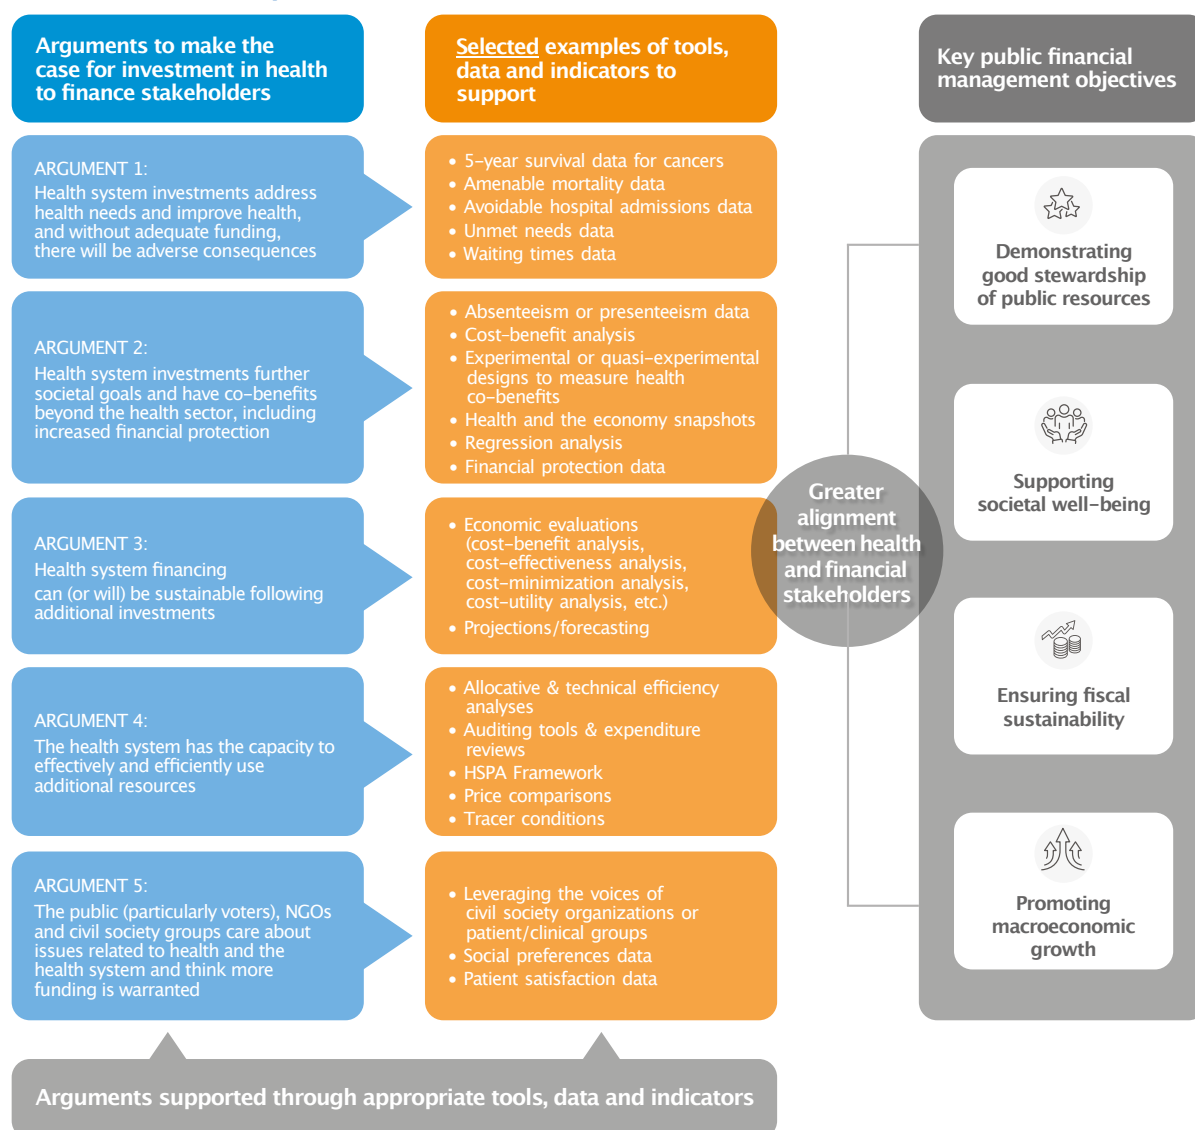 Arguments to make the
case for investment in health
to finance stakeholders
Selected examples of tools,
data and indicators to
support
Key public financial
management objectives
ARGUMENT 1:
Health system investments address
health needs and improve health,
and without adequate funding,
there will be adverse consequences
• 5-year survival data for cancers
• Amenable mortality data
• Avoidable hospital admissions data
• Unmet needs data
• Waiting times data
ARGUMENT 2:
Health system investments further
societal goals and have co-benefits
beyond the health sector, including
increased financial protection
• Absenteeism or presenteeism data
• Cost-benefit analysis
• Experimental or quasi-experimental
designs to measure health
co-benefits
• Health and the economy snapshots
• Regression analysis
• Financial protection data
ARGUMENT 3:
Health system financing
can (or will) be sustainable following
additional investments
• Economic evaluations
(cost-benefit analysis,
cost-effectiveness analysis,
cost-minimization analysis,
cost-utility analysis, etc.)
• Projections/forecasting
ARGUMENT 4:
The health system has the capacity to
effectively and efficiently use
additional resources
• Allocative & technical efficiency
analyses
• Auditing tools & expenditure
reviews
• HSPA Framework
• Price comparisons
• Tracer conditions
ARGUMENT 5:
The public (particularly voters), NGOs
and civil society groups care about
issues related to health and the
health system and think more
funding is warranted
• Leveraging the voices of
civil society organizations or
patient/clinical groups
• Social preferences data
• Patient satisfaction data
Greater
alignment
between health
and financial
stakeholders
Demonstrating
good stewardship
of public resources
Supporting
societal well-being
Ensuring fiscal
sustainability
Promoting
macroeconomic
growth
Arguments supported through appropriate tools, data and indicators